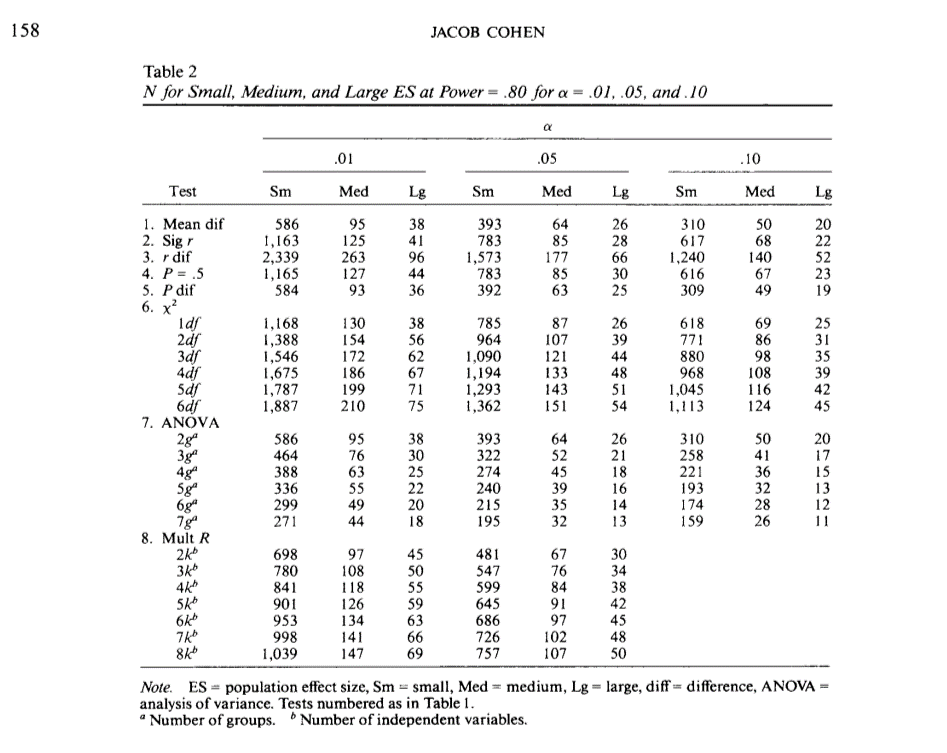 158
JACOB COHEN
Table 2
N for Small, Medium, and Large ES at Power = .80 for α = .01, .05, and .10
α
.01 .05 .10
Test Sm Med Lg Sm Med Lg Sm Med Lg
1. Mean dif 586 95 38 393 64 26 310 50 20
2. Sig r 1,163 125 41 783 85 28 617 68 22
3. r dif 2,339 263 96 1,573 177 66 1,240 140 52
4. P = .5 1,165 127 44 783 85 30 616 67 23
5. P dif 584 93 36 392 63 25 309 49 19
6. χ²
1df 1,168 130 38 785 87 26 618 69 25
2df 1,388 154 56 964 107 39 771 86 31
3df 1,546 172 62 1,090 121 44 880 98 35
4df 1,675 186 67 1,194 133 48 968 108 39
5df 1,787 199 71 1,293 143 51 1,045 116 42
6df 1,887 210 75 1,362 151 54 1,113 124 45
7. ANOVA
2gᵃ 586 95 38 393 64 26 310 50 20
3gᵃ 464 76 30 322 52 21 258 41 17
4gᵃ 388 63 25 274 45 18 221 36 15
5gᵃ 336 55 22 240 39 16 193 32 13
6gᵃ 299 49 20 215 35 14 174 28 12
7gᵃ 271 44 18 195 32 13 159 26 11
8. Mult R
2kᵇ 698 97 45 481 67 30
3kᵇ 780 108 50 547 76 34
4kᵇ 841 118 55 599 84 38
5kᵇ 901 126 59 645 91 42
6kᵇ 953 134 63 686 97 45
7kᵇ 998 141 66 726 102 48
8kᵇ 1,039 147 69 757 107 50
Note. ES = population effect size, Sm = small, Med = medium, Lg = large, diff = difference, ANOVA =
analysis of variance. Tests numbered as in Table 1.
ᵃ Number of groups. ᵇ Number of independent variables.